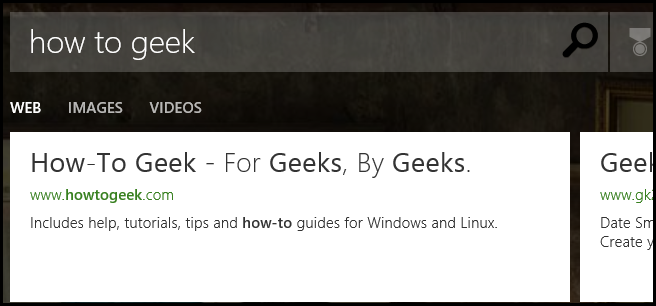 how to geek
WEB IMAGES VIDEOS
How-To Geek - For Geeks, By Geeks.
www.howtogeek.com
Includes help, tutorials, tips and how-to guides for Windows and Linux.
Geek
www.gk
Date Sm
Create y